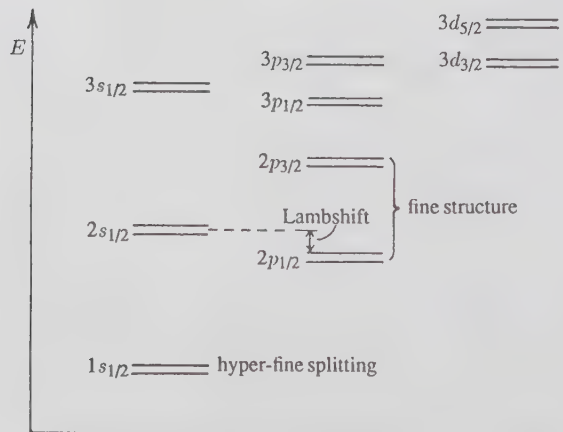 E
3d5/2
3d3/2
3p3/2
3s1/2
3p1/2
2p3/2
fine structure
Lambshift
2s1/2
2p1/2
1s1/2 hyper-fine splitting